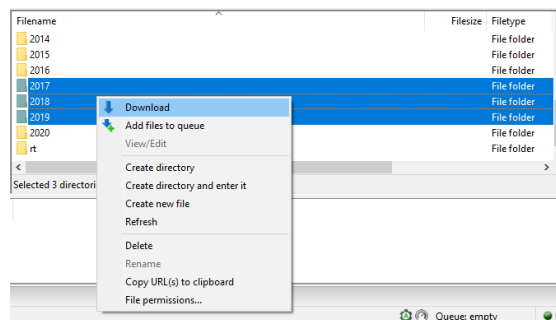 Filename Filesize Filetype
2014 File folder
2015 File folder
2016 File folder
2017 File folder
2018 File folder
2019 File folder
2020 File folder
rt File folder
Selected 3 directori
Download
Add files to queue
View/Edit
Create directory
Create directory and enter it
Create new file
Refresh
Delete
Rename
Copy URL(s) to clipboard
File permissions...
Queue: empty